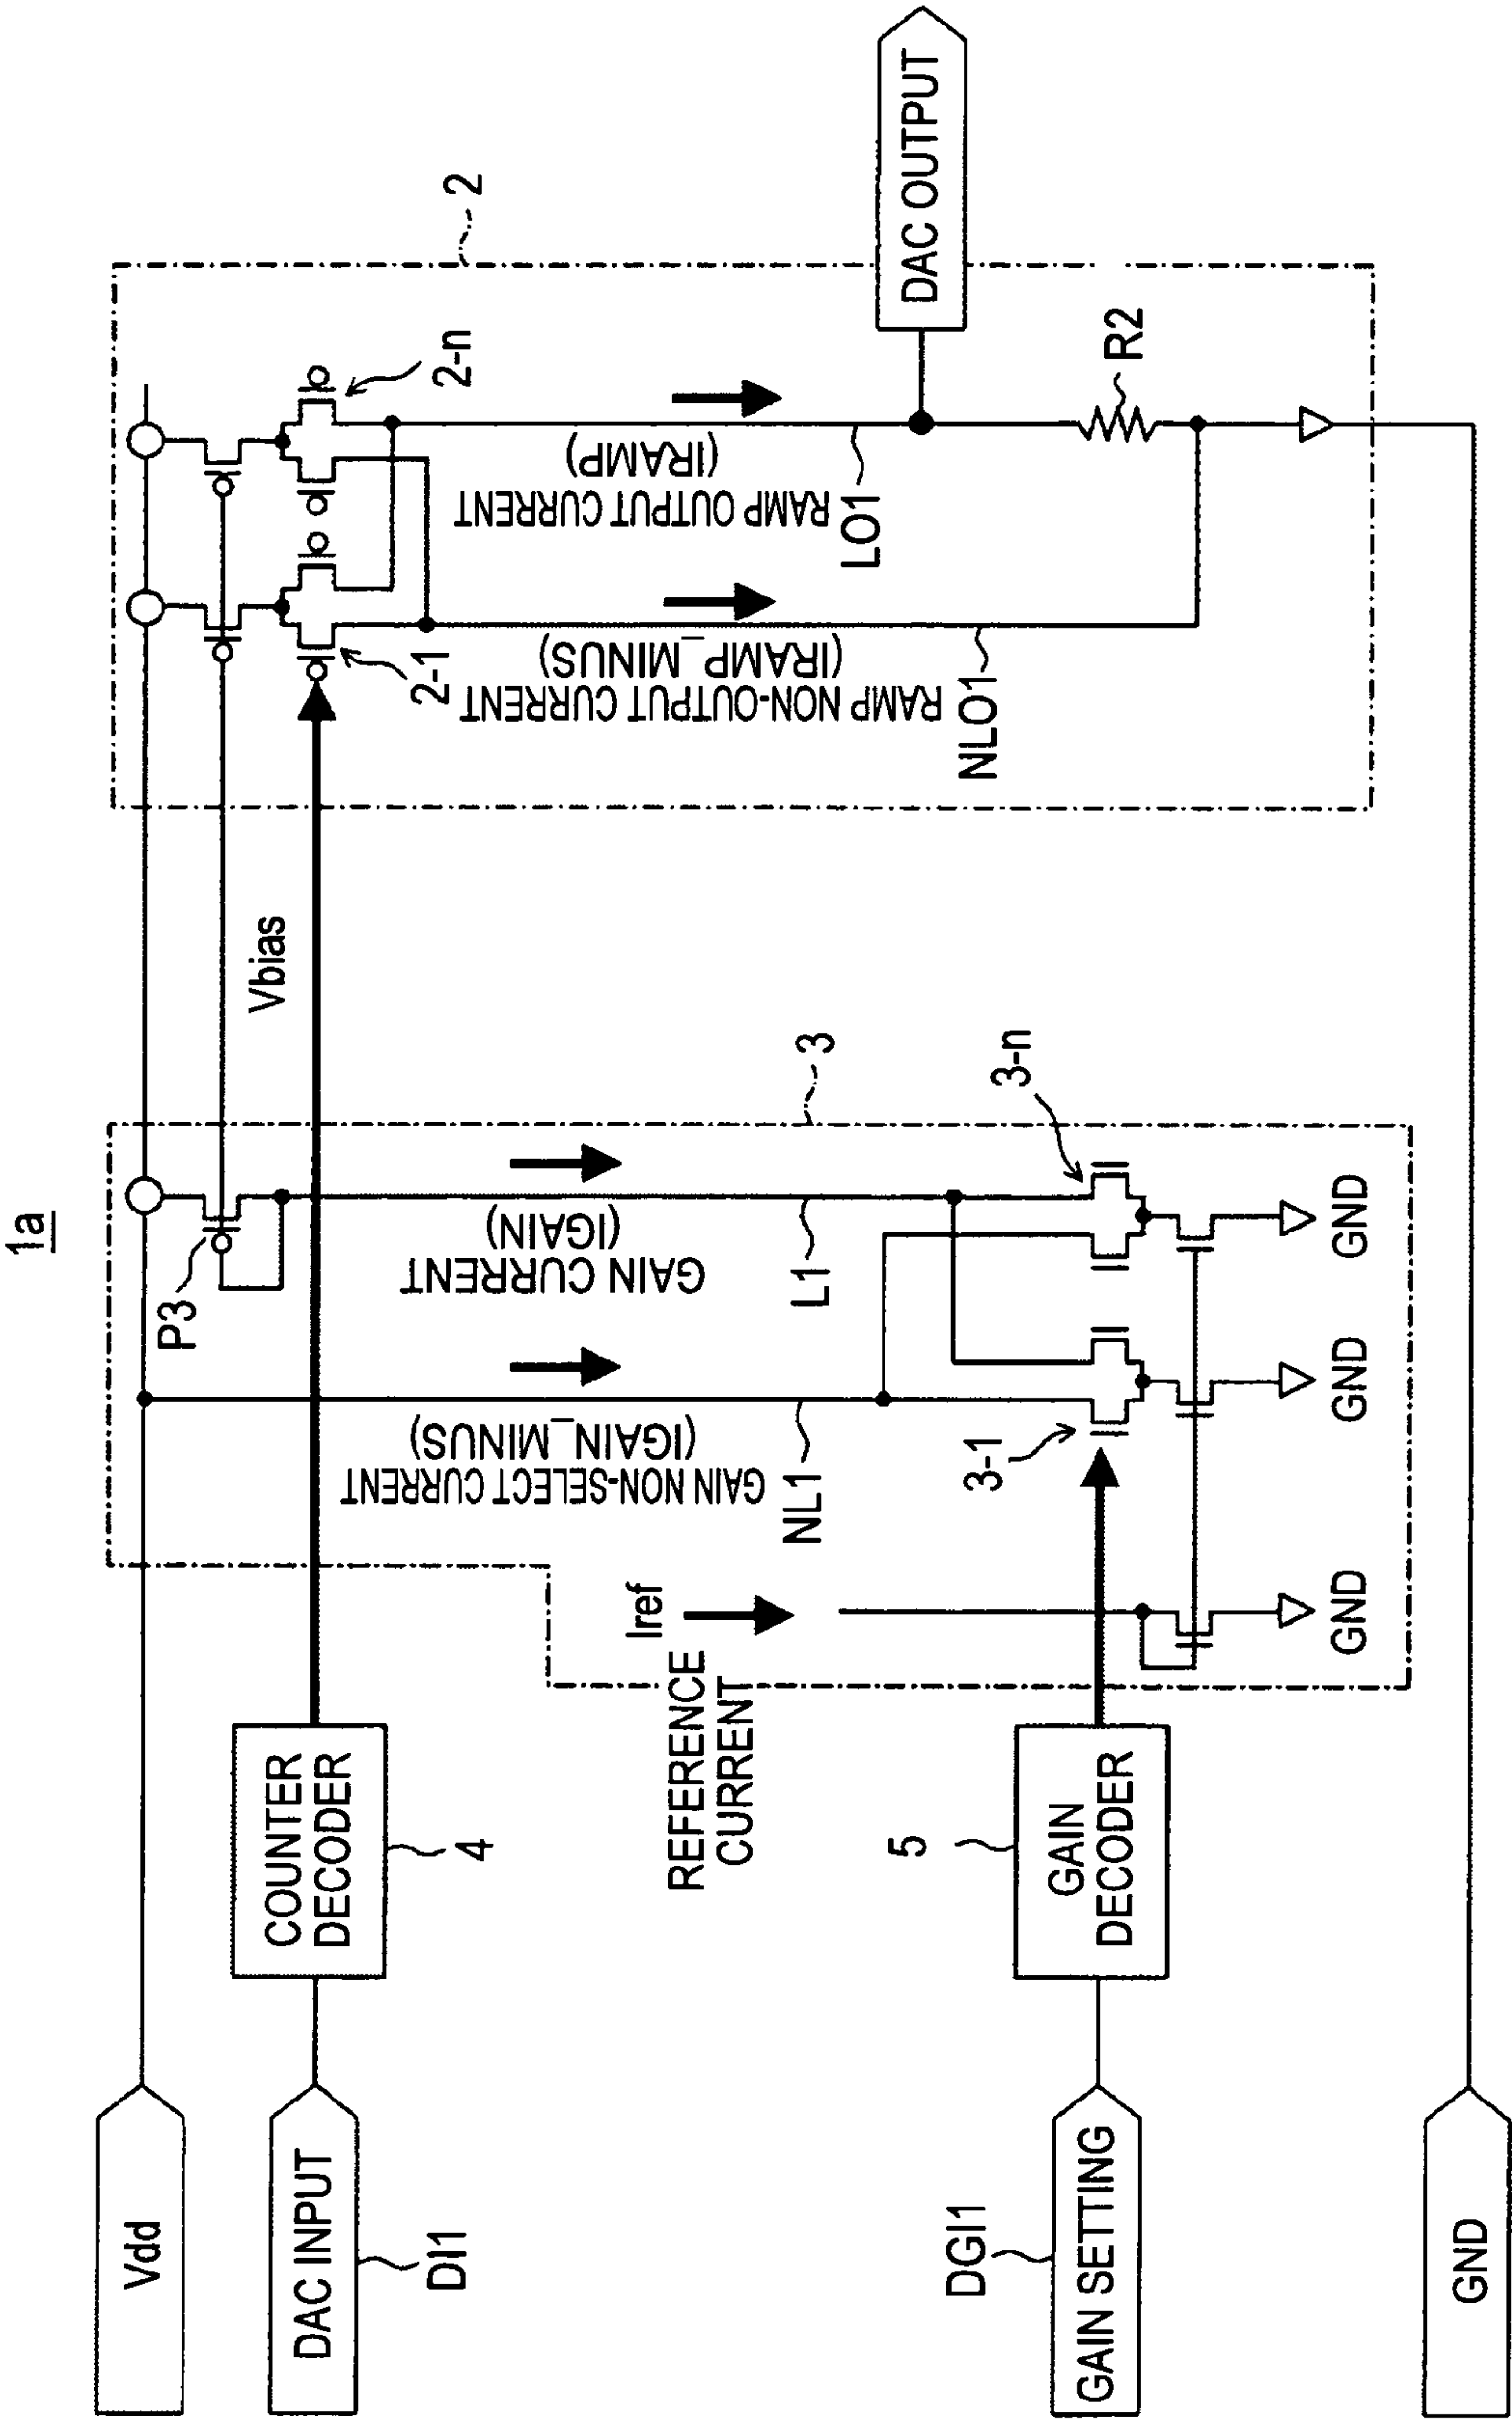 1a
Vdd
DAC INPUT
DI1
COUNTER
DECODER
4
P3
Vbias
3
2
2-1
2-n
GAIN CURRENT
(IGAIN)
L1
GAIN NON-SELECT CURRENT
(IGAIN_MINUS)
NL1
RAMP OUTPUT CURRENT
(IRAMP)
LO1
RAMP NON-OUTPUT CURRENT
(IRAMP_MINUS)
NLO1
DAC OUTPUT
R2
REFERENCE
CURRENT
Iref
3-1
3-n
GAIN SETTING
DGI1
GAIN
DECODER
5
GND
GND
GND
GND